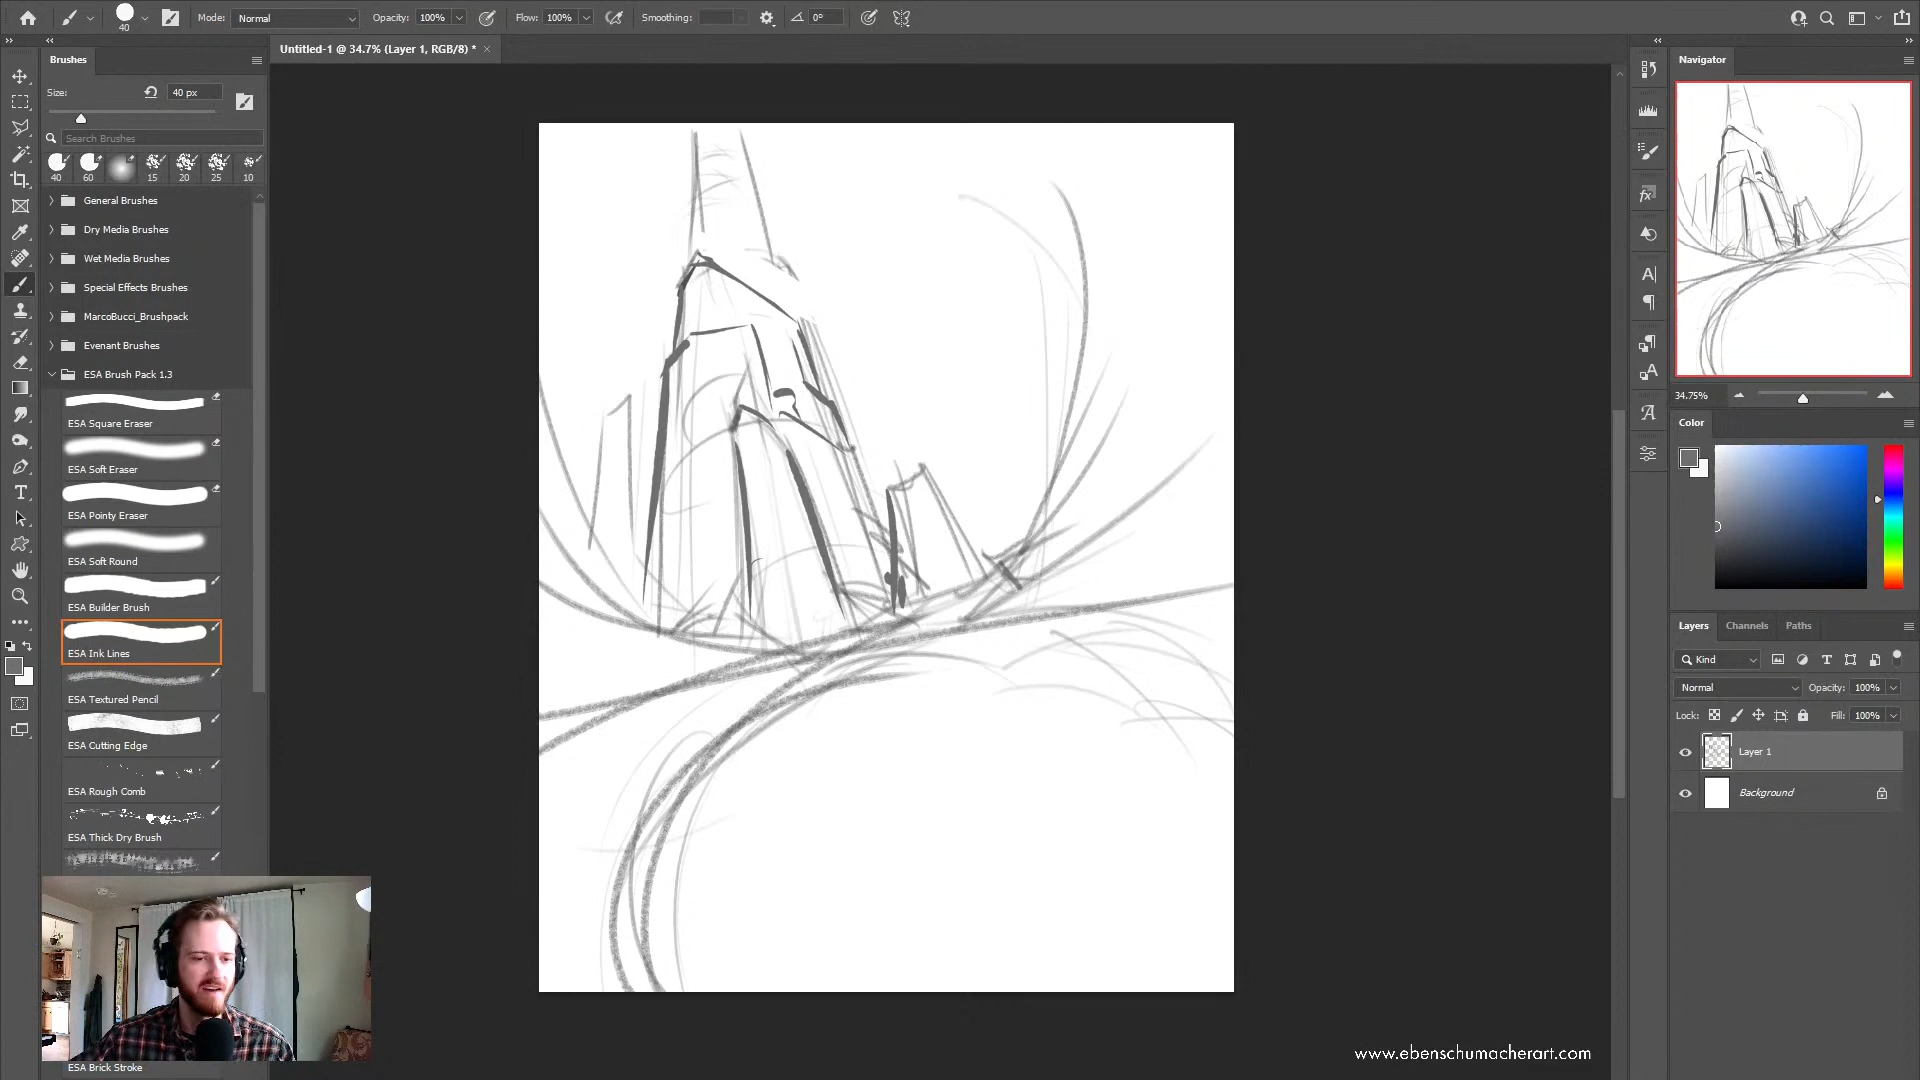 40
Mode:
Normal
Opacity:
100%
Flow:
100%
Smoothing:
0°
Untitled-1 @ 34.7% (Layer 1, RGB/8) *
Brushes
Size:
40 px
Search Brushes
40
60
15
20
25
10
General Brushes
Dry Media Brushes
Wet Media Brushes
Special Effects Brushes
MarcoBucci_Brushpack
Evenant Brushes
ESA Brush Pack 1.3
ESA Square Eraser
ESA Soft Eraser
ESA Pointy Eraser
ESA Soft Round
ESA Builder Brush
ESA Ink Lines
ESA Textured Pencil
ESA Cutting Edge
ESA Rough Comb
ESA Thick Dry Brush
ESA Brick Stroke
Navigator
34.75%
Color
Layers
Channels
Paths
Kind
Normal
Opacity:
100%
Lock:
Fill:
100%
Layer 1
Background
www.ebenschumacherart.com